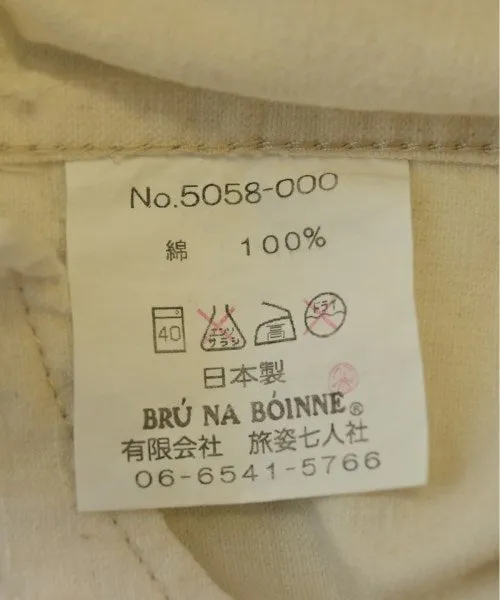 No.5058-000
綿 100%
40 エンソ サラシ 高 ドライ
日本製
BRÚ NA BÓINNE®
有限会社 旅姿七人社
06-6541-5766